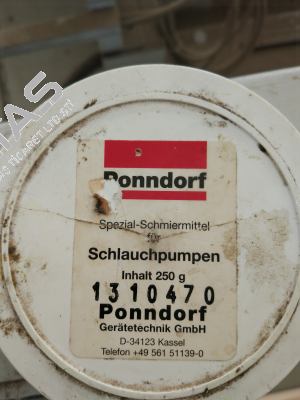 Ponndorf
Spezial-Schmiermittel
für
Schlauchpumpen
Inhalt 250 g
1310470
Ponndorf
Gerätetechnik GmbH
D-34123 Kassel
Telefon +49 561 51139-0